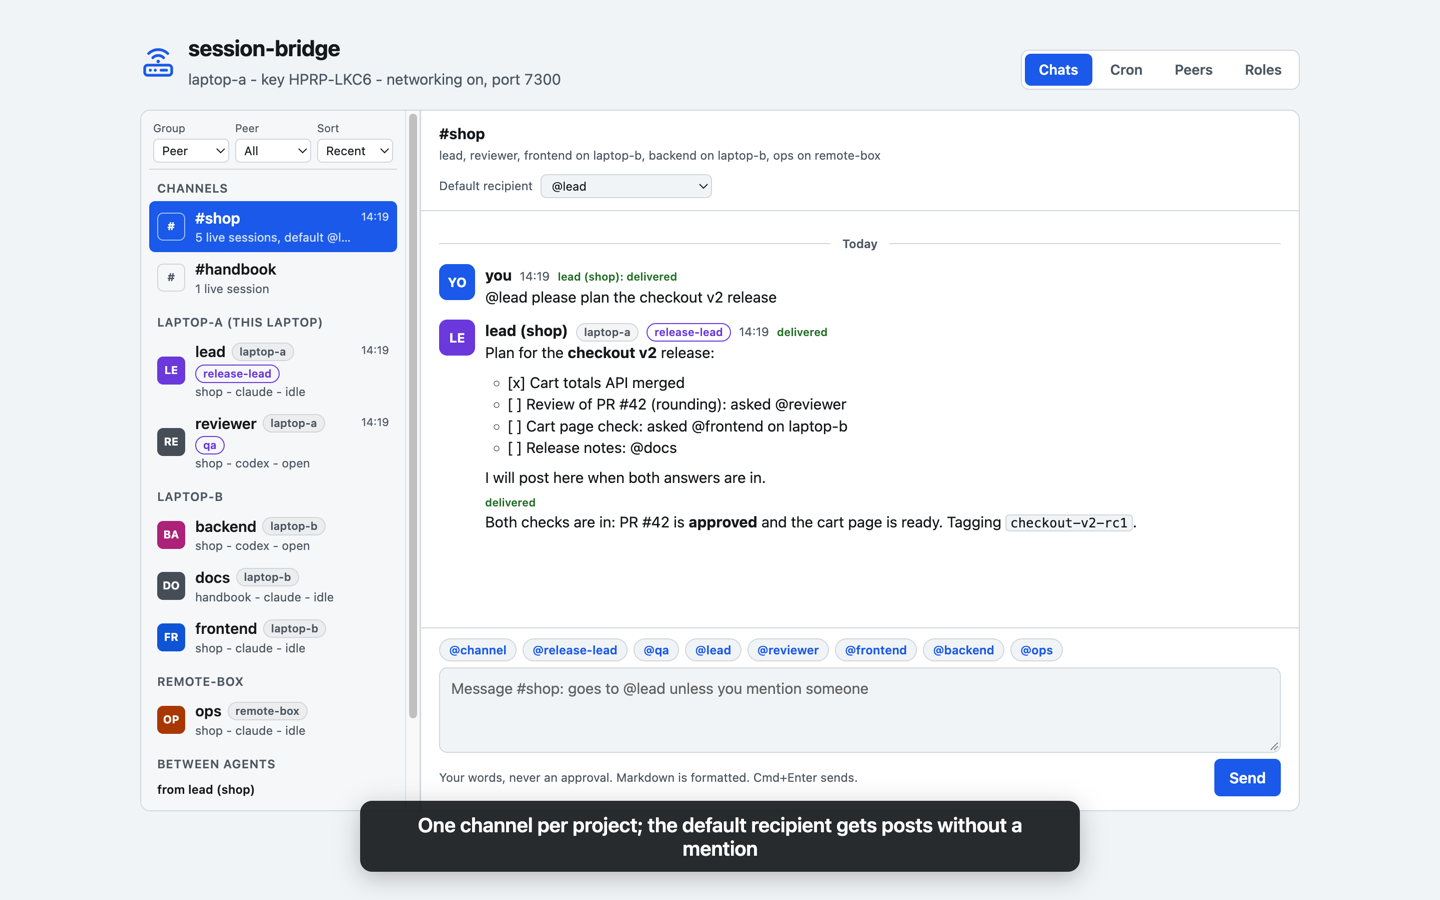 session-bridge
laptop-a - key HPRP-LKC6 - networking on, port 7300
Chats Cron Peers Roles
Group Peer Sort
Peer All Recent
CHANNELS
# #shop 14:19
5 live sessions, default @l...
# #handbook
1 live session
LAPTOP-A (THIS LAPTOP)
LE lead laptop-a 14:19
release-lead
shop - claude - idle
RE reviewer laptop-a 14:19
qa
shop - codex - open
LAPTOP-B
BA backend laptop-b
shop - codex - open
DO docs laptop-b
handbook - claude - idle
FR frontend laptop-b
shop - claude - idle
REMOTE-BOX
OP ops remote-box
shop - claude - idle
BETWEEN AGENTS
from lead (shop)
#shop
lead, reviewer, frontend on laptop-b, backend on laptop-b, ops on remote-box
Default recipient @lead
Today
YO you 14:19 lead (shop): delivered
@lead please plan the checkout v2 release
LE lead (shop) laptop-a release-lead 14:19 delivered
Plan for the checkout v2 release:
[x] Cart totals API merged
[ ] Review of PR #42 (rounding): asked @reviewer
[ ] Cart page check: asked @frontend on laptop-b
[ ] Release notes: @docs
I will post here when both answers are in.
delivered
Both checks are in: PR #42 is approved and the cart page is ready. Tagging checkout-v2-rc1.
@channel @release-lead @qa @lead @reviewer @frontend @backend @ops
Message #shop: goes to @lead unless you mention someone
Your words, never an approval. Markdown is formatted. Cmd+Enter sends.
Send
One channel per project; the default recipient gets posts without a
mention